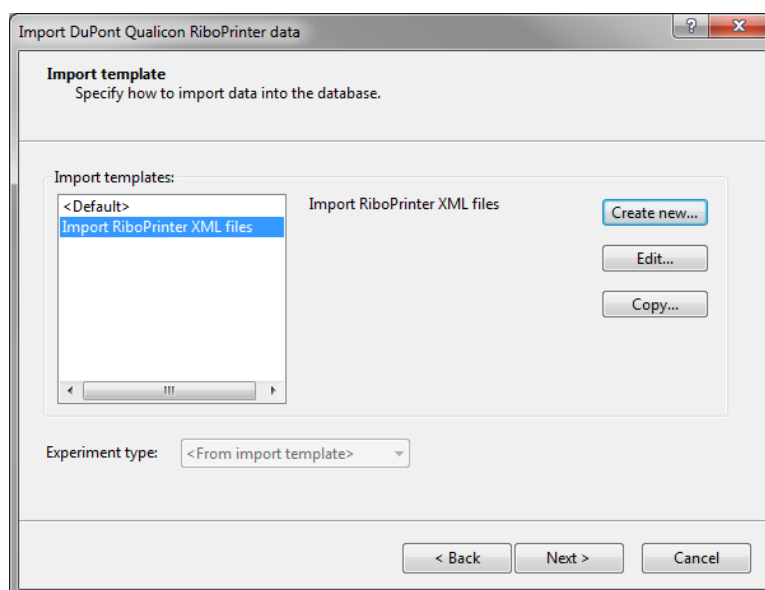 Import DuPont Qualicon RiboPrinter data
Import template
Specify how to import data into the database.
Import templates:
<Default>
Import RiboPrinter XML files
Import RiboPrinter XML files
Create new...
Edit...
Copy...
Experiment type:
<From import template>
< Back
Next >
Cancel